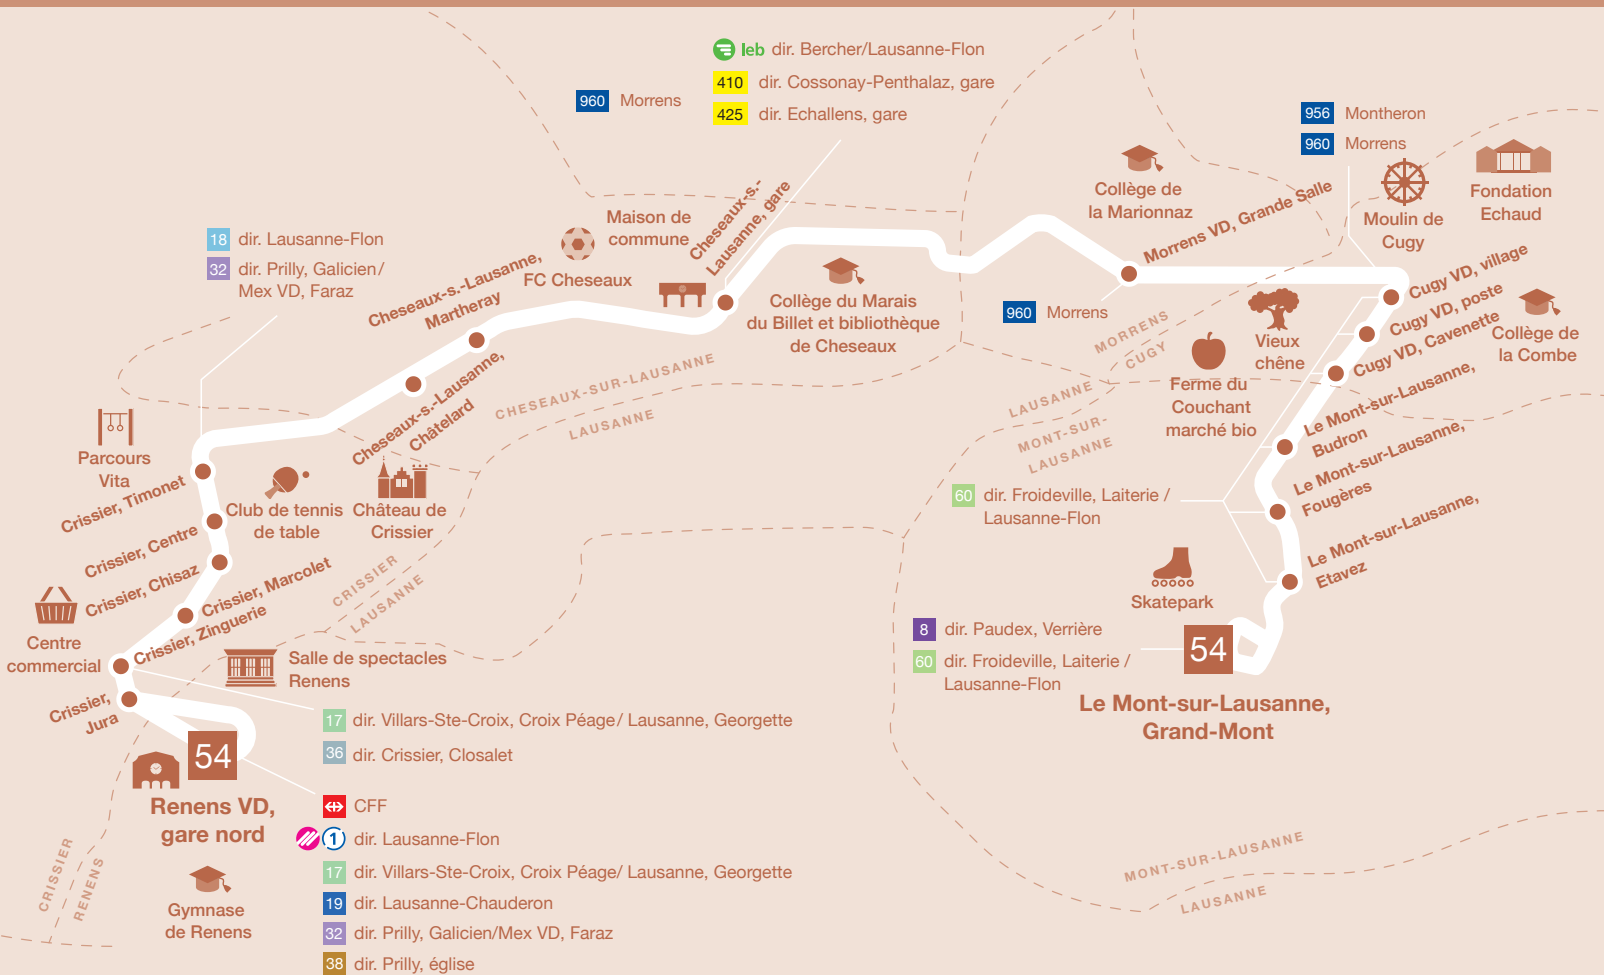 leb dir. Bercher/Lausanne-Flon
410 dir. Cossonay-Penthalaz, gare
425 dir. Echallens, gare
960 Morrens
956 Montheron
960 Morrens
Fondation
Echaud
Moulin de
Cugy
Collège de
la Marionnaz
Morrens VD, Grande Salle
Maison de
commune
Cheseaux-s.-
Lausanne, gare
18 dir. Lausanne-Flon
32 dir. Prilly, Galicien/
Mex VD, Faraz
FC Cheseaux
Cheseaux-s.-Lausanne,
Martheray
Cheseaux-s.-Lausanne,
Châtelard
Collège du Marais
du Billet et bibliothèque
de Cheseaux
960 Morrens
MORRENS
CUGY
Vieux
chêne
Ferme du
Couchant
marché bio
Cugy VD, village
Cugy VD, poste
Cugy VD, Cavenette
Collège de
la Combe
CHESEAUX-SUR-LAUSANNE
LAUSANNE
LAUSANNE
MONT-SUR-
LAUSANNE
Le Mont-sur-Lausanne,
Budron
Le Mont-sur-Lausanne,
Fougères
Le Mont-sur-Lausanne,
Etavez
Parcours
Vita
Crissier, Timonet
Club de tennis
de table
Château de
Crissier
Crissier, Centre
Crissier, Chisaz
Crissier, Marcolet
Crissier, Zinguerie
CRISSIER
LAUSANNE
60 dir. Froideville, Laiterie /
Lausanne-Flon
Skatepark
Centre
commercial
Salle de spectacles
Renens
Crissier,
Jura
8 dir. Paudex, Verrière
60 dir. Froideville, Laiterie /
Lausanne-Flon
54
Le Mont-sur-Lausanne,
Grand-Mont
17 dir. Villars-Ste-Croix, Croix Péage/ Lausanne, Georgette
36 dir. Crissier, Closalet
54
Renens VD,
gare nord
CFF
1 dir. Lausanne-Flon
17 dir. Villars-Ste-Croix, Croix Péage/ Lausanne, Georgette
19 dir. Lausanne-Chauderon
32 dir. Prilly, Galicien/Mex VD, Faraz
38 dir. Prilly, église
CRISSIER
RENENS
Gymnase
de Renens
MONT-SUR-LAUSANNE
LAUSANNE